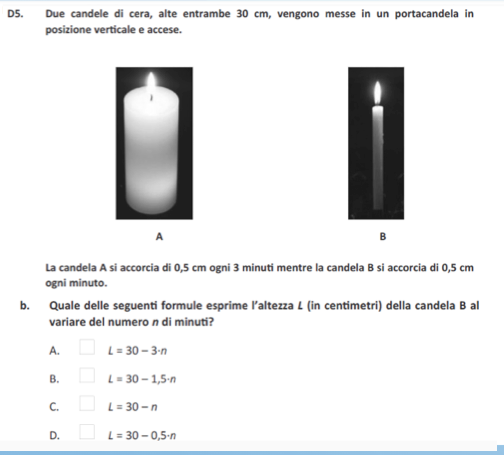 D5. Due candele di cera, alte entrambe 30 cm, vengono messe in un portacandela in
posizione verticale e accese.
A
B
La candela A si accorcia di 0,5 cm ogni 3 minuti mentre la candela B si accorcia di 0,5 cm
ogni minuto.
b. Quale delle seguenti formule esprime l'altezza L (in centimetri) della candela B al
variare del numero n di minuti?
A. L = 30 – 3·n
B. L = 30 – 1,5·n
C. L = 30 – n
D. L = 30 – 0,5·n